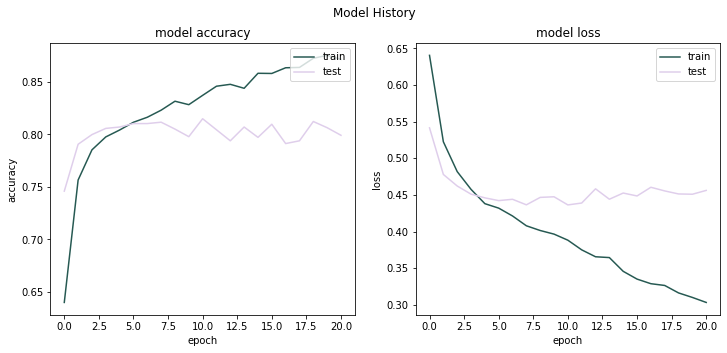 Model History
model accuracy
train
test
0.85
0.80
0.75
0.70
0.65
accuracy
0.0 2.5 5.0 7.5 10.0 12.5 15.0 17.5 20.0
epoch
model loss
train
test
0.65
0.60
0.55
0.50
0.45
0.40
0.35
0.30
loss
0.0 2.5 5.0 7.5 10.0 12.5 15.0 17.5 20.0
epoch